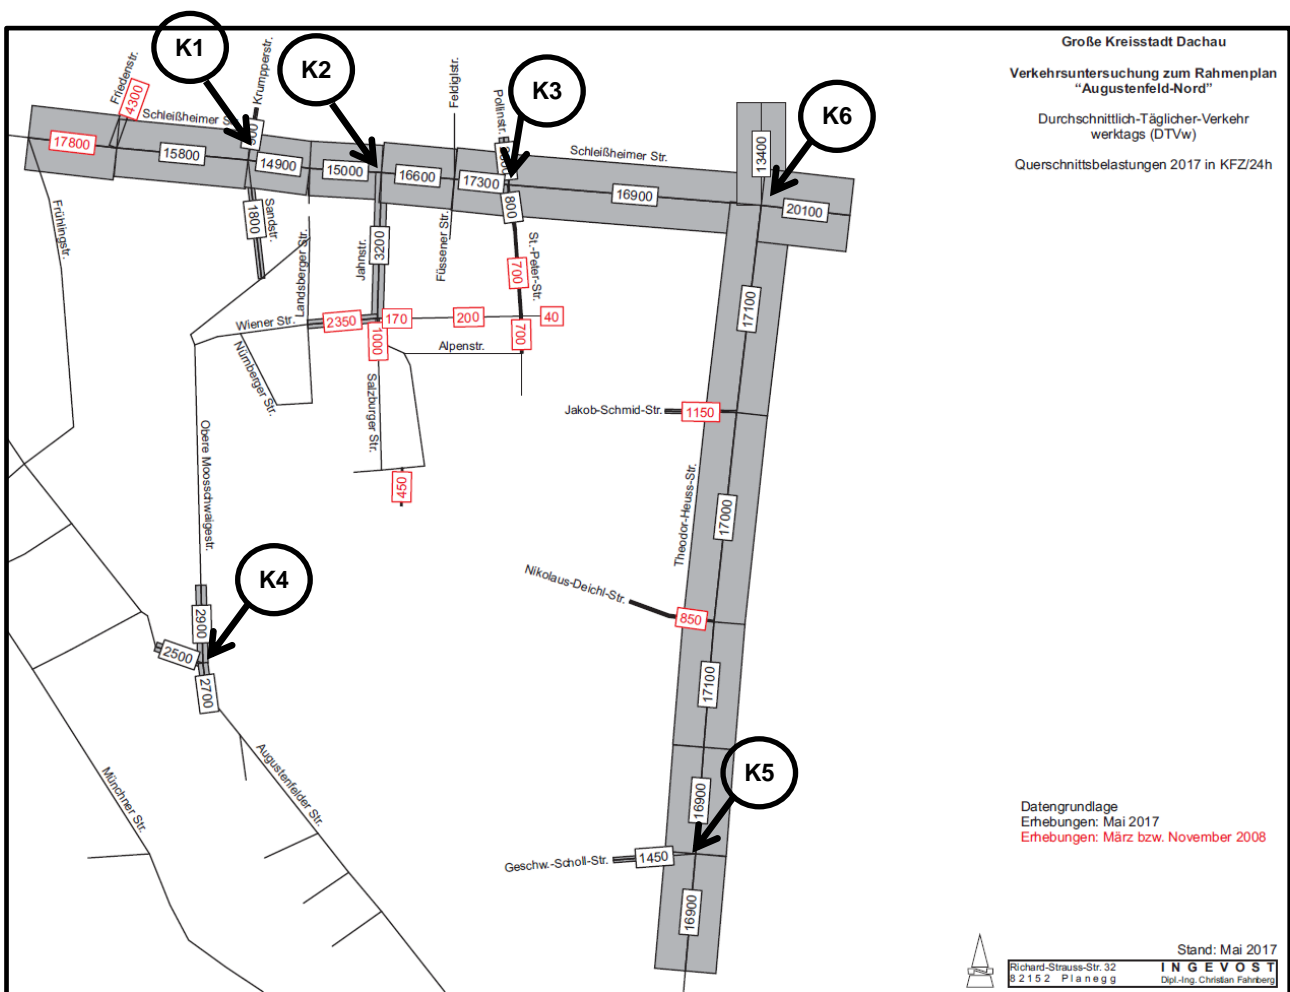 Große Kreisstadt Dachau
Verkehrsuntersuchung zum Rahmenplan
“Augustenfeld-Nord”
Durchschnittlich-Täglicher-Verkehr
werktags (DTVw)
Querschnittsbelastungen 2017 in KFZ/24h
K1
K2
K3
K6
Friedenstr.
4300
Schleißheimer
Krumpperstr.
Feldiglstr.
Pollinstr.
Schleißheimer Str.
13400
17800
15800
14900
15000
16600
17300
16900
20100
Frühlingstr.
1800
Sandstr.
Landsberger Str.
Jahnstr.
3200
Füssener Str.
800
700
St.-Peter-Str.
17100
Wiener Str.
2350
170
200
40
1000
700
Nürnberger Str.
Alpenstr.
Salzburger Str.
Jakob-Schmid-Str.
1150
Obere Moosschwaigestr.
450
Theodor-Heuss-Str.
17000
K4
Nikolaus-Deichl-Str.
850
2900
2500
2700
17100
Augustenfelder Str.
Münchner Str.
K5
16900
Geschw.-Scholl-Str.
1450
16900
Datengrundlage
Erhebungen: Mai 2017
Erhebungen: März bzw. November 2008
Stand: Mai 2017
Richard-Strauss-Str. 32
82152 Planegg
INGEVOST
Dipl.-Ing. Christian Fahnberg